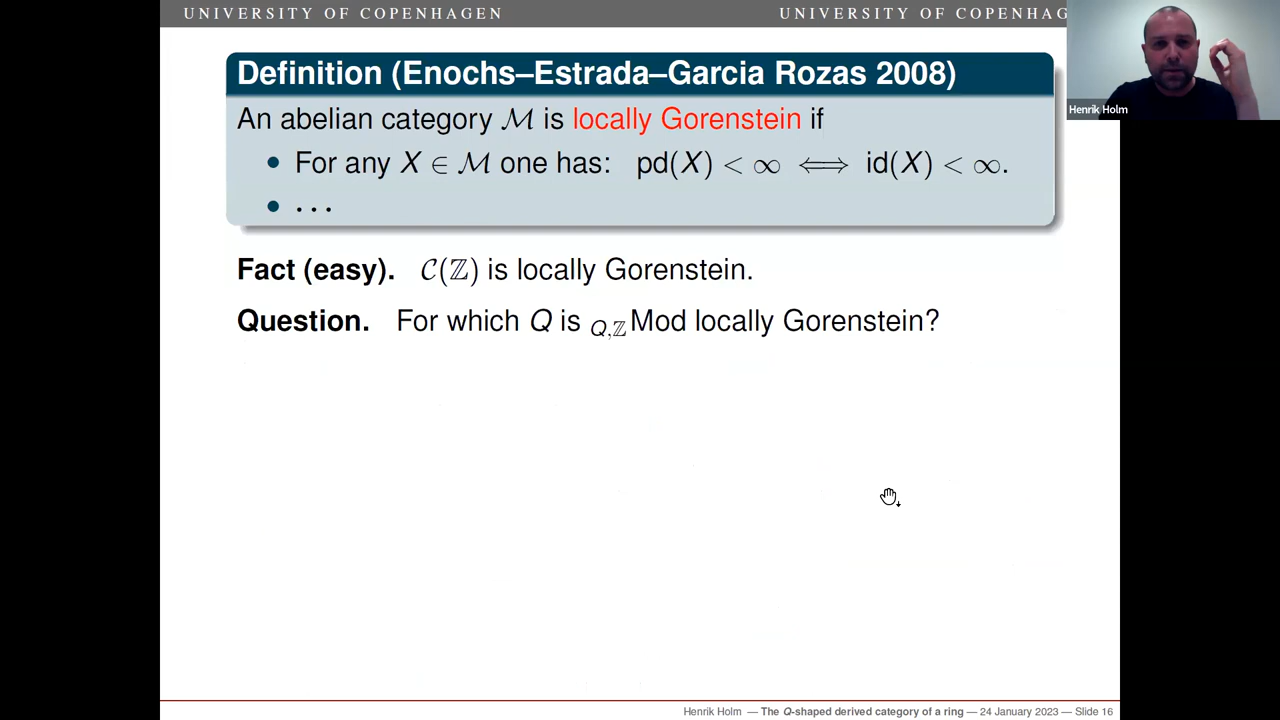 UNIVERSITY OF COPENHAGEN UNIVERSITY OF COPENHAG
Henrik Holm
Definition (Enochs–Estrada–Garcia Rozas 2008)
An abelian category ℳ is locally Gorenstein if
• For any X ∈ ℳ one has: pd(X) < ∞ ⟺ id(X) < ∞.
• ...
Fact (easy). 𝒞(ℤ) is locally Gorenstein.
Question. For which Q is Q,ℤMod locally Gorenstein?
Henrik Holm — The Q-shaped derived category of a ring — 24 January 2023 — Slide 16